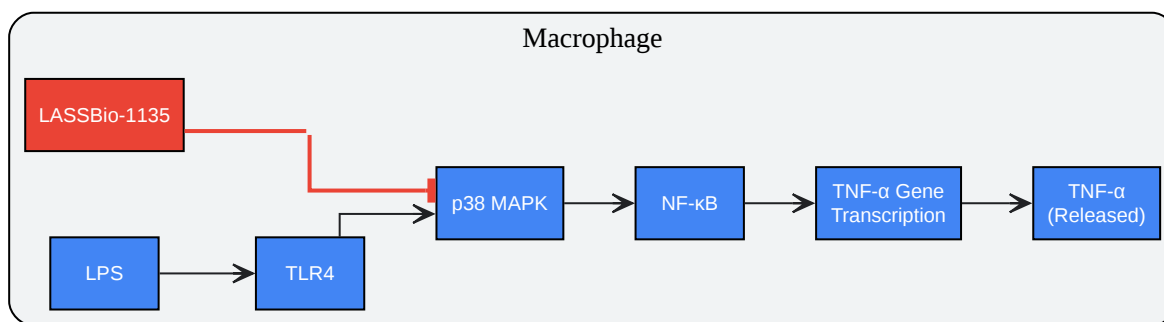 Macrophage
LASSBio-1135
p38 MAPK
NF-κB
TNF-α Gene
Transcription
TNF-α
(Released)
LPS
TLR4